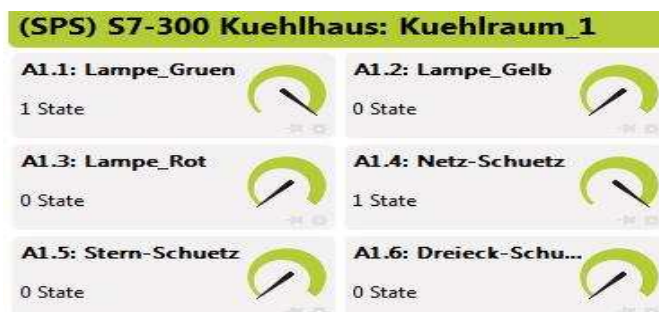 (SPS) S7-300 Kuehlhaus: Kuehlraum_1
A1.1: Lampe_Gruen
1 State
A1.2: Lampe_Gelb
0 State
A1.3: Lampe_Rot
0 State
A1.4: Netz-Schuetz
1 State
A1.5: Stern-Schuetz
0 State
A1.6: Dreieck-Schu...
0 State